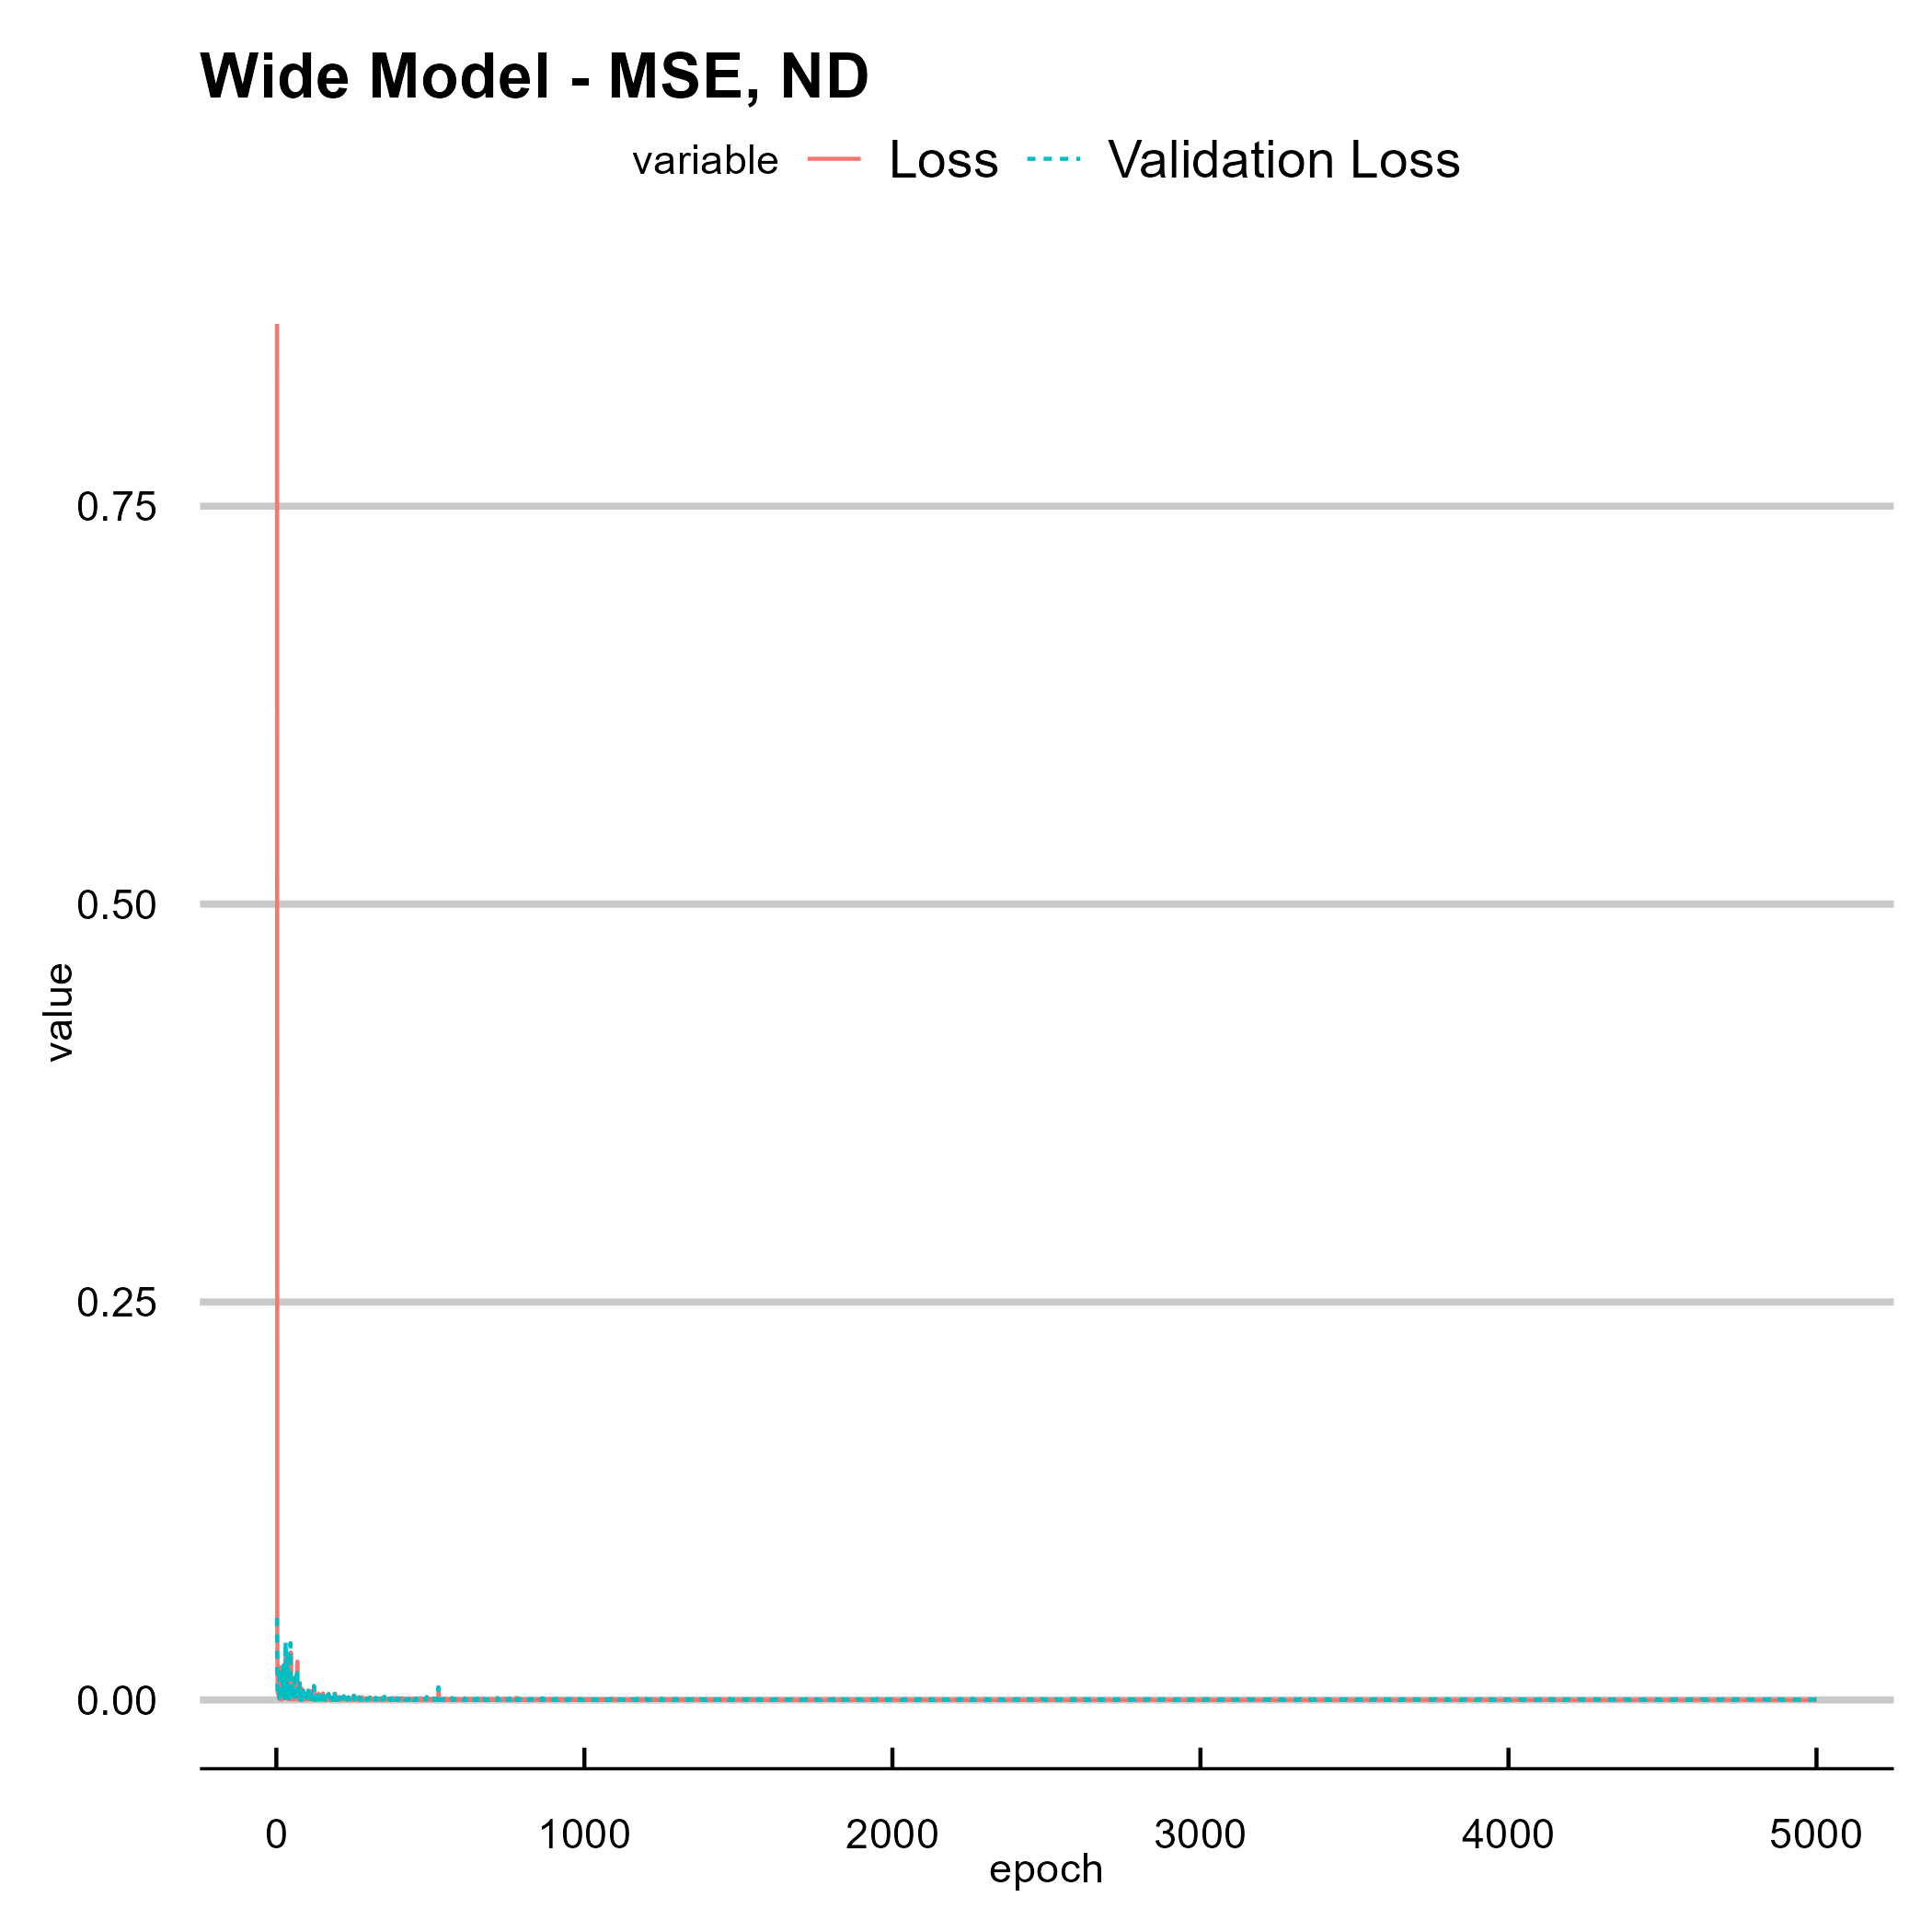 Wide Model - MSE, ND
variable Loss Validation Loss
0.75
0.50
value
0.25
0.00
0 1000 2000 3000 4000 5000
epoch